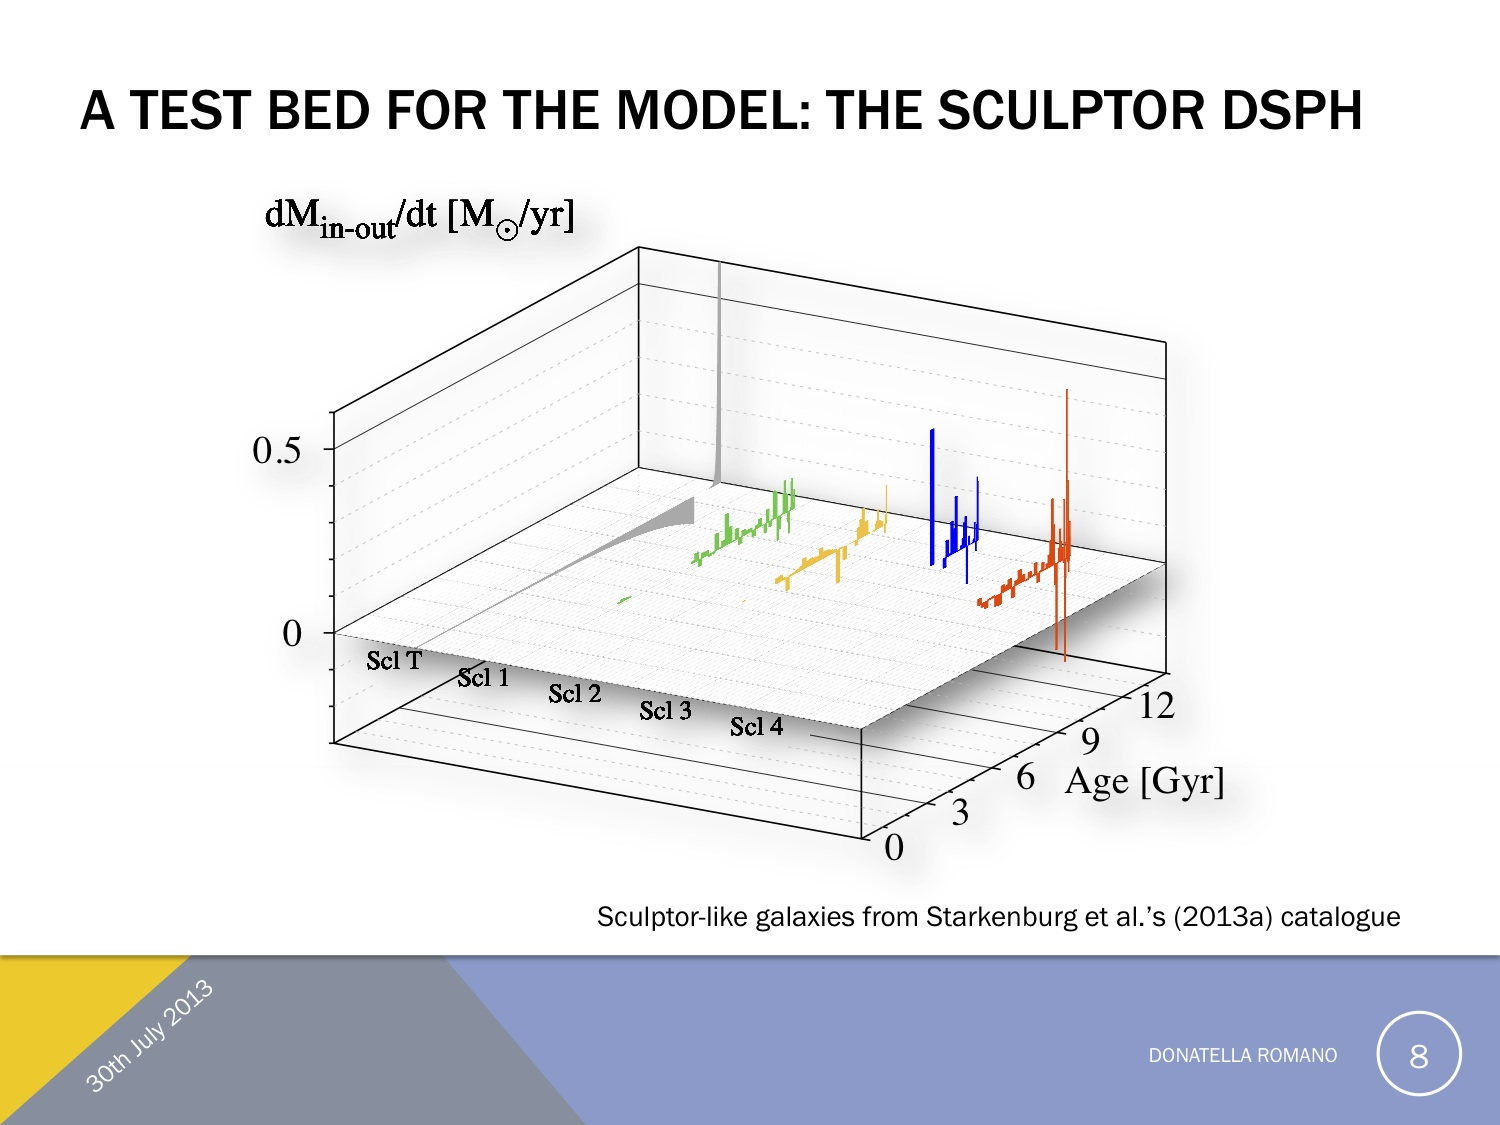 A TEST BED FOR THE MODEL: THE SCULPTOR DSPH
dMin-out/dt [M⊙/yr]
0.5
0
Scl T
Scl 1
Scl 2
Scl 3
Scl 4
12
9
6
3
0
Age [Gyr]
Sculptor-like galaxies from Starkenburg et al.’s (2013a) catalogue
30th July 2013
DONATELLA ROMANO
8